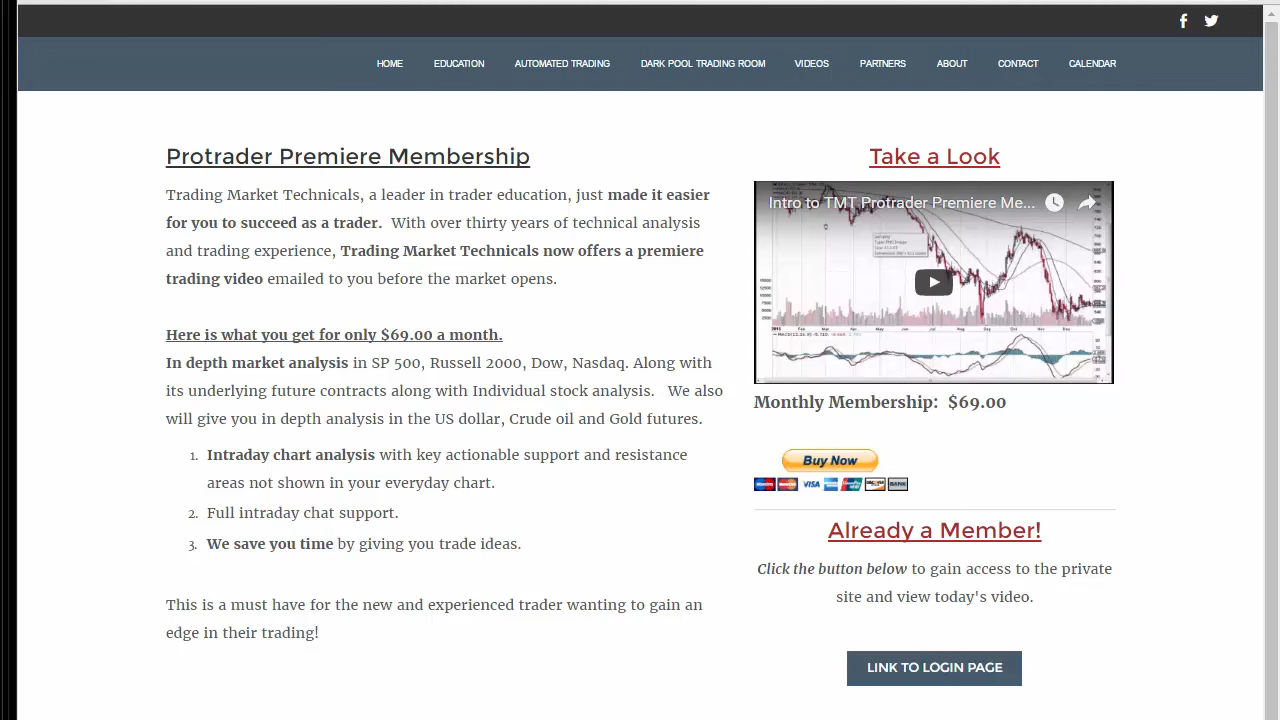 HOME EDUCATION AUTOMATED TRADING DARK POOL TRADING ROOM VIDEOS PARTNERS ABOUT CONTACT CALENDAR
Protrader Premiere Membership
Trading Market Technicals, a leader in trader education, just made it easier
for you to succeed as a trader. With over thirty years of technical analysis
and trading experience, Trading Market Technicals now offers a premiere
trading video emailed to you before the market opens.
Here is what you get for only $69.00 a month.
In depth market analysis in SP 500, Russell 2000, Dow, Nasdaq. Along with
its underlying future contracts along with Individual stock analysis. We also
will give you in depth analysis in the US dollar, Crude oil and Gold futures.
1. Intraday chart analysis with key actionable support and resistance
areas not shown in your everyday chart.
2. Full intraday chat support.
3. We save you time by giving you trade ideas.
This is a must have for the new and experienced trader wanting to gain an
edge in their trading!
Take a Look
Intro to TMT Protrader Premiere Me...
Monthly Membership: $69.00
Buy Now
VISA
Already a Member!
Click the button below to gain access to the private
site and view today's video.
LINK TO LOGIN PAGE